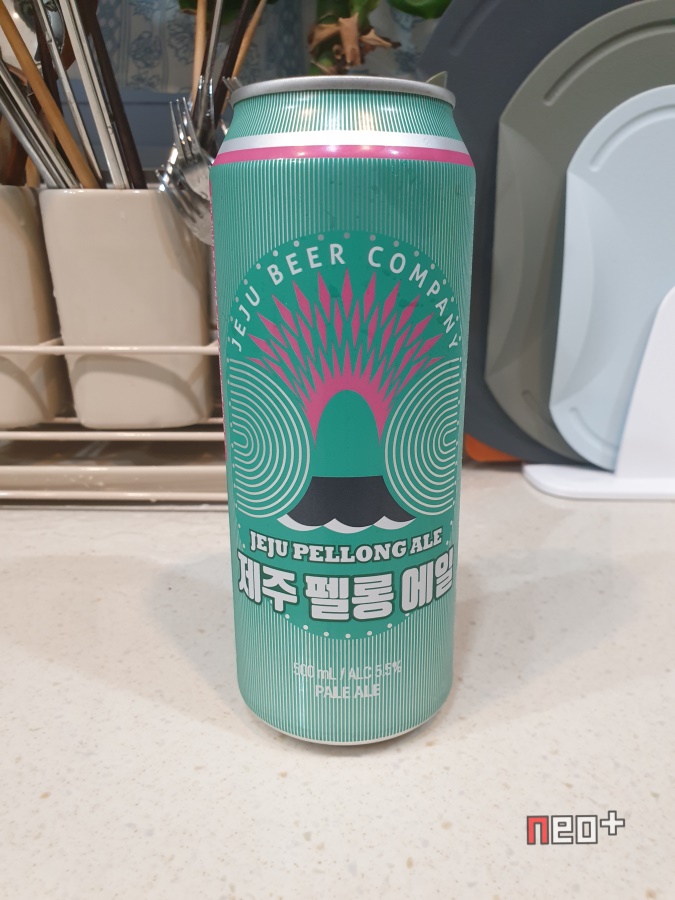 JEJU BEER COMPANY
JEJU PELLONG ALE
제주 펠롱 에일
500 mL / ALC 5.5%
PALE ALE
neo+